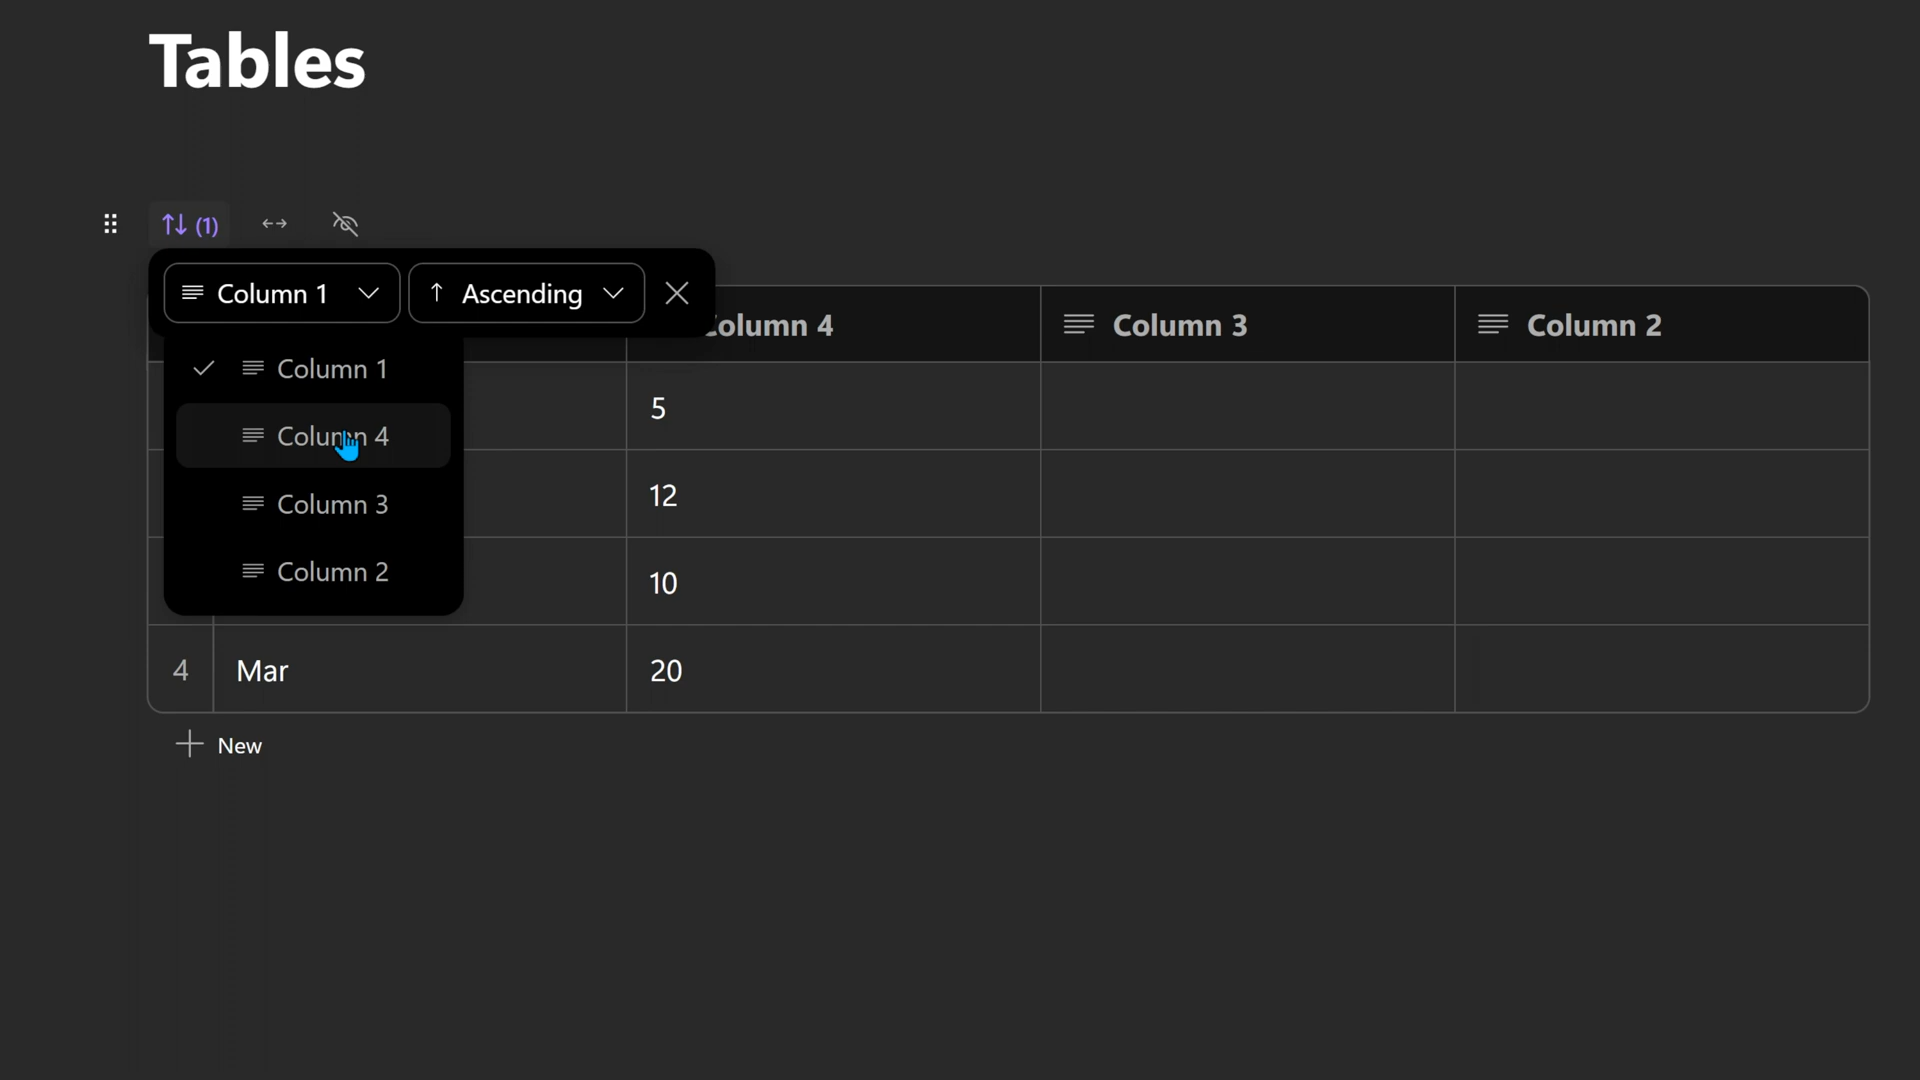 Tables
(1)
Column 1 Ascending
Column 4 Column 3 Column 2
Column 1
Column 4
Column 3
Column 2
5
12
10
4 Mar 20
New